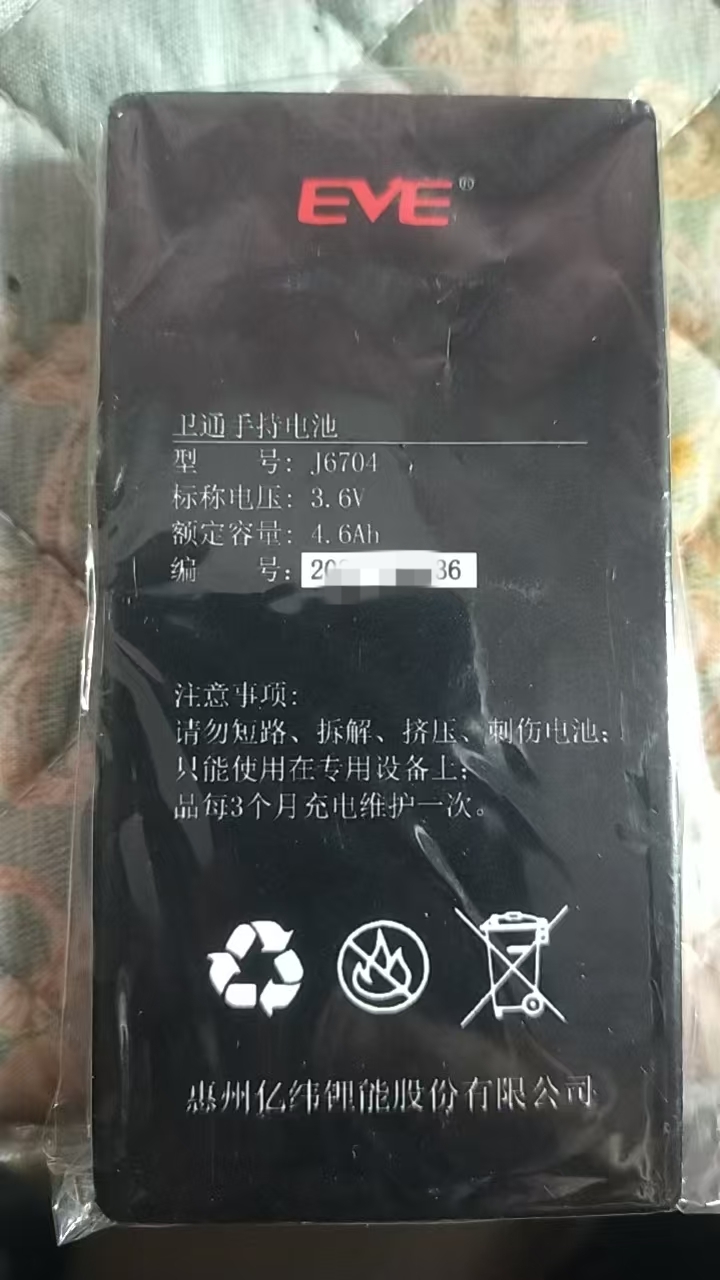 EVE®
卫通手持电池
型 号: J6704
标称电压: 3.6V
额定容量: 4.6Ah
编 号: 20 36
注意事项:
请勿短路、拆解、挤压、刺伤电池;
只能使用在专用设备上;
品每3个月充电维护一次。
惠州亿纬锂能股份有限公司